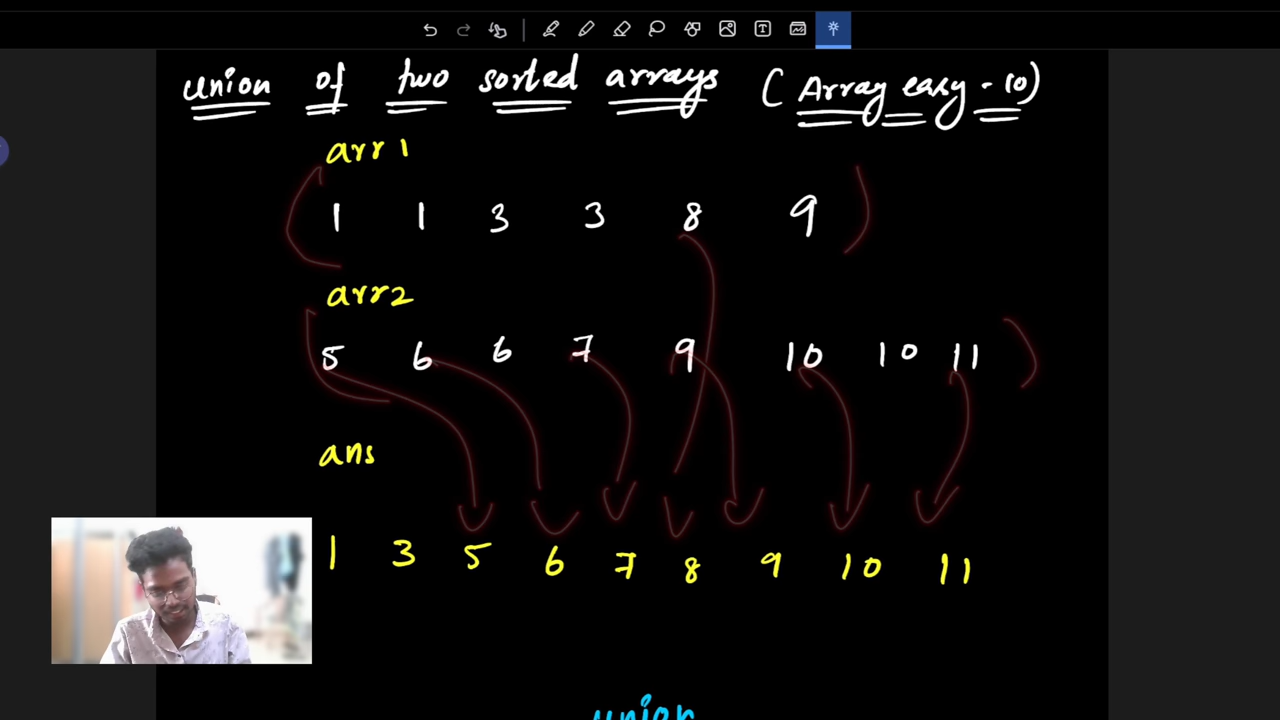 union of two sorted arrays (Array easy - 10)
arr1
1 1 3 3 8 9
arr2
5 6 6 7 9 10 10 11
ans
1 3 5 6 7 8 9 10 11
union